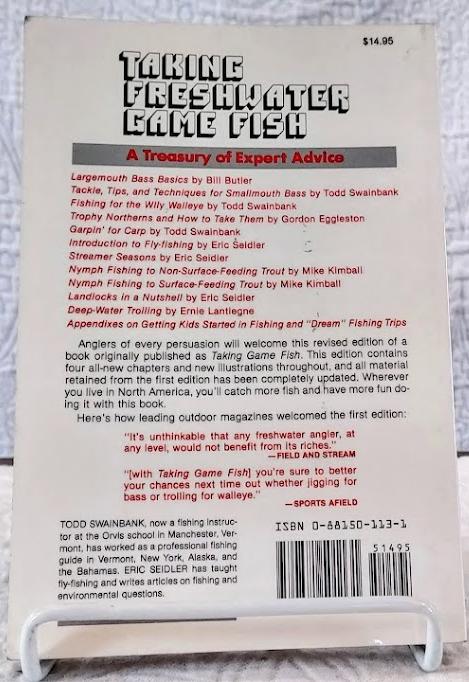 $14.95
TAKING
FRESHWATER
GAME FISH
A Treasury of Expert Advice
Largemouth Bass Basics by Bill Butler
Tackle, Tips, and Techniques for Smallmouth Bass by Todd Swainbank
Fishing for the Wily Walleye by Todd Swainbank
Trophy Northerns and How to Take Them by Gordon Eggleston
Garpin' for Carp by Todd Swainbank
Introduction to Fly-fishing by Eric Seidler
Streamer Seasons by Eric Seidler
Nymph Fishing to Non-Surface-Feeding Trout by Mike Kimball
Nymph Fishing to Surface-Feeding Trout by Mike Kimball
Landlocks in a Nutshell by Eric Seidler
Deep-Water Trolling by Ernie Lantiegne
Appendixes on Getting Kids Started in Fishing and "Dream" Fishing Trips
Anglers of every persuasion will welcome this revised edition of a
book originally published as Taking Game Fish. This edition contains
four all-new chapters and new illustrations throughout, and all material
retained from the first edition has been completely updated. Wherever
you live in North America, you'll catch more fish and have more fun do-
ing it with this book.
Here's how leading outdoor magazines welcomed the first edition:
"It's unthinkable that any freshwater angler, at
any level, would not benefit from its riches."
—FIELD AND STREAM
"[with Taking Game Fish] you're sure to better
your chances next time out whether jigging for
bass or trolling for walleye."
—SPORTS AFIELD
TODD SWAINBANK, now a fishing instruc-
tor at the Orvis school in Manchester, Ver-
mont, has worked as a professional fishing
guide in Vermont, New York, Alaska, and
the Bahamas. ERIC SEIDLER has taught
fly-fishing and writes articles on fishing and
environmental questions.
ISBN 0-88150-113-1
51495